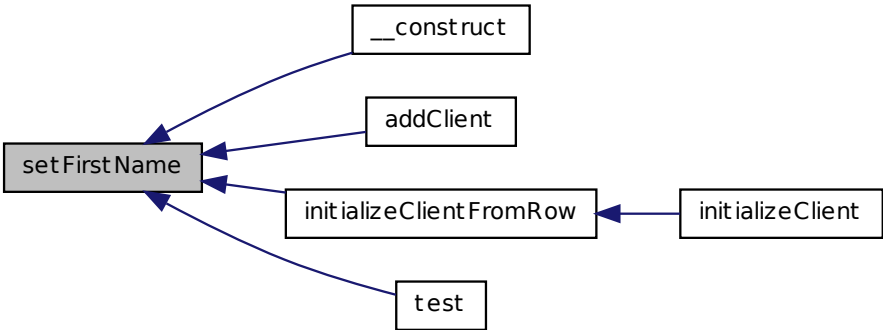 __construct
addClient
setFirstName
initializeClientFromRow
initializeClient
test